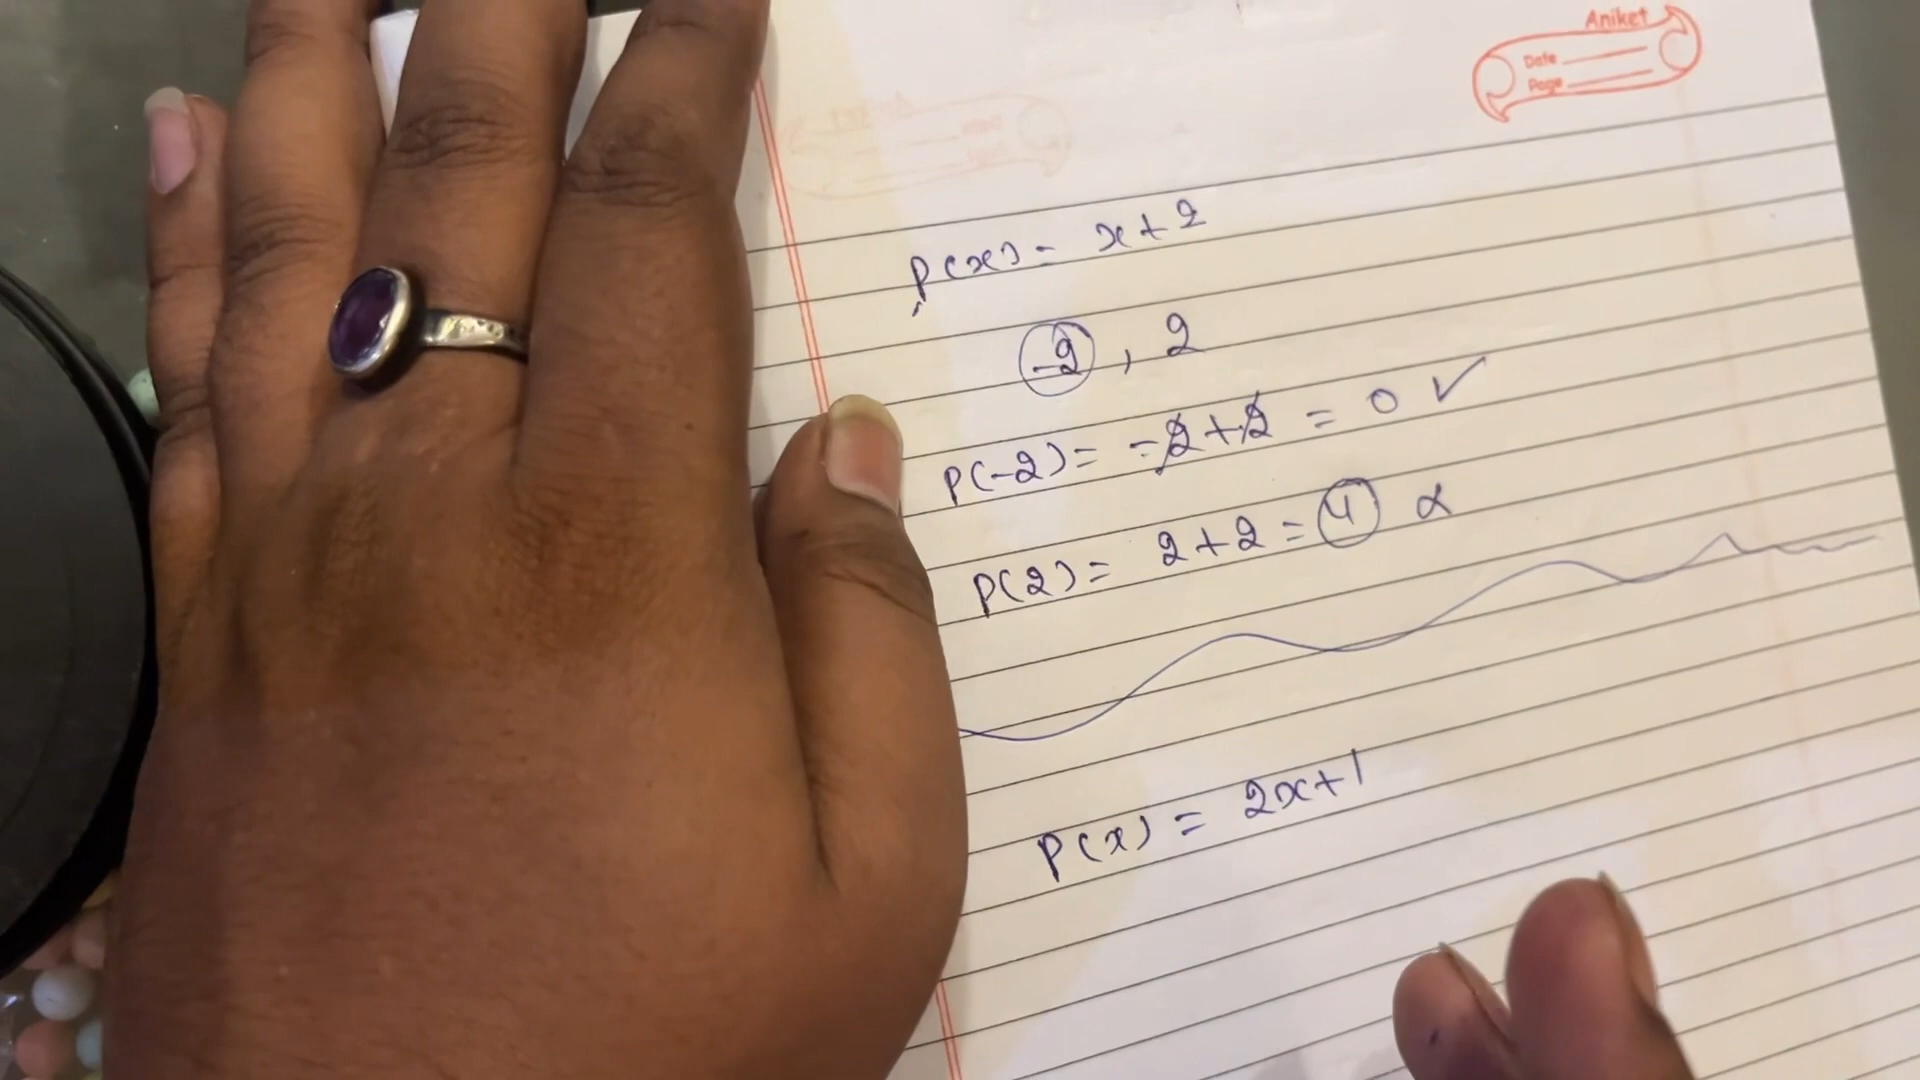 Aniket
Date
Page
p(x) = x + 2
-2 , 2
p(-2) = -2 + 2 = 0 ✓
p(2) = 2 + 2 = 4 x
p(x) = 2x + 1